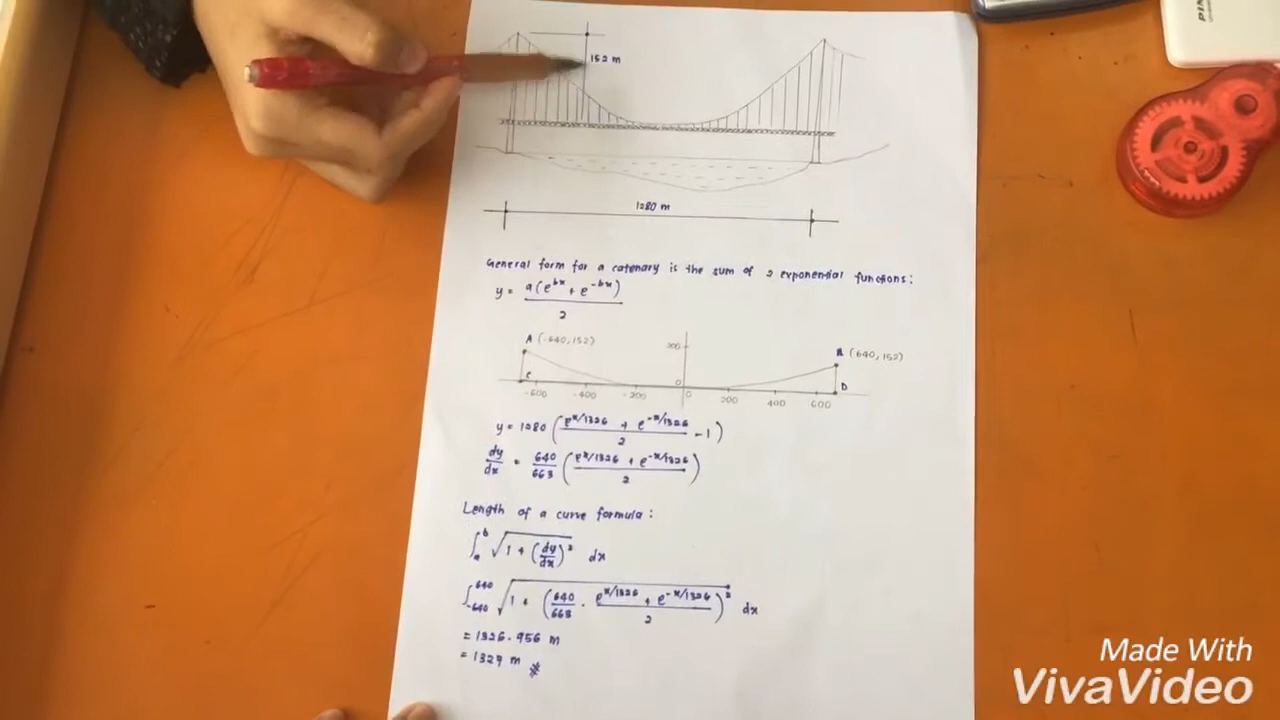 152 m
1280 m
General form for a catenary is the sum of 2 exponential functions:
y = a(e^bx + e^-bx) / 2
A (-640,152)
200
B (640,152)
C
0
D
-600 -400 -200 0 200 400 600
y = 1280 ( (e^x/1326 + e^-x/1326) / 2 - 1 )
dy/dx = 640/663 ( (e^x/1326 + e^-x/1326) / 2 )
Length of a curve formula:
∫_a^b √(1 + (dy/dx)^2) dx
∫_-640^640 √(1 + (640/663 · (e^x/1326 + e^-x/1326) / 2)^2) dx
= 1326.956 m
= 1327 m
Made With
VivaVideo